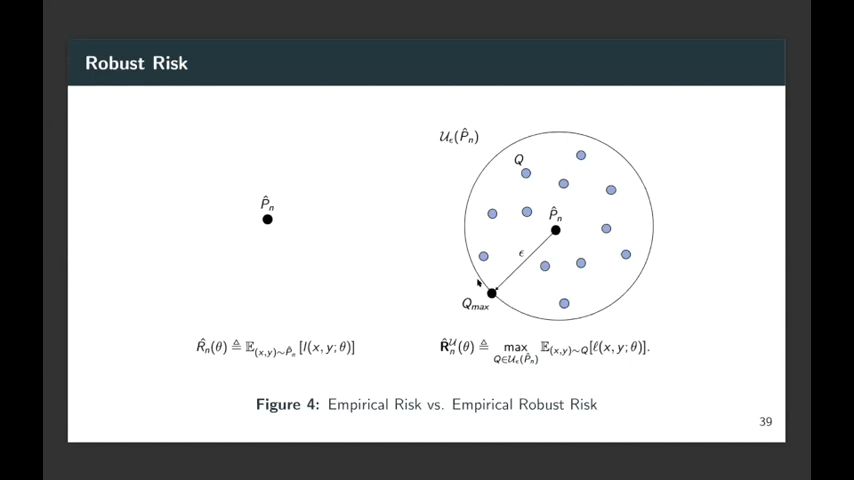 Robust Risk
𝒰_ϵ(P̂_n)
Q
P̂_n
P̂_n
ϵ
Q_max
R̂_n(θ) ≜ 𝔼_{(x,y)∼P̂_n}[l(x, y; θ)]
R̂_n^𝒰(θ) ≜ max_{Q∈𝒰_ϵ(P̂_n)} 𝔼_{(x,y)∼Q}[ℓ(x, y; θ)].
Figure 4: Empirical Risk vs. Empirical Robust Risk
39